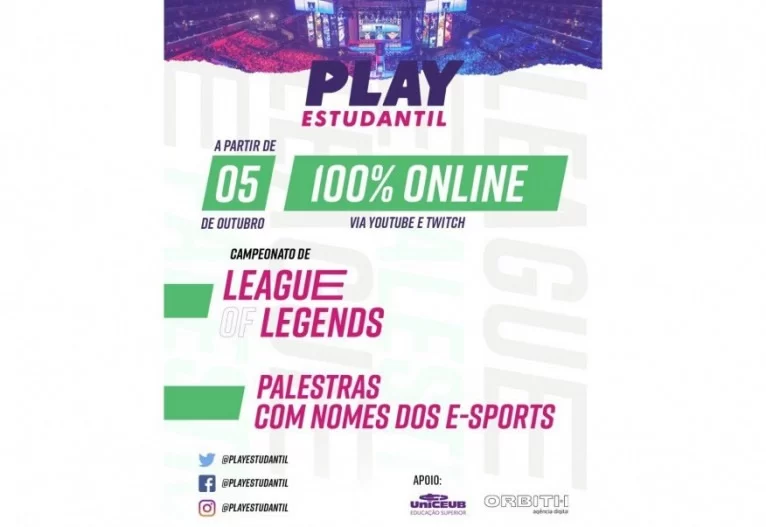 PLAY
ESTUDANTIL
A PARTIR DE
05
DE OUTUBRO
100% ONLINE
VIA YOUTUBE E TWITCH
CAMPEONATO DE
LEAGUE
OF LEGENDS
PALESTRAS
COM NOMES DOS E-SPORTS
@PLAYESTUDANTIL
@PLAYESTUDANTIL
@PLAYESTUDANTIL
APOIO:
UNICEUB
EDUCAÇÃO SUPERIOR
ORBITH
agência digital